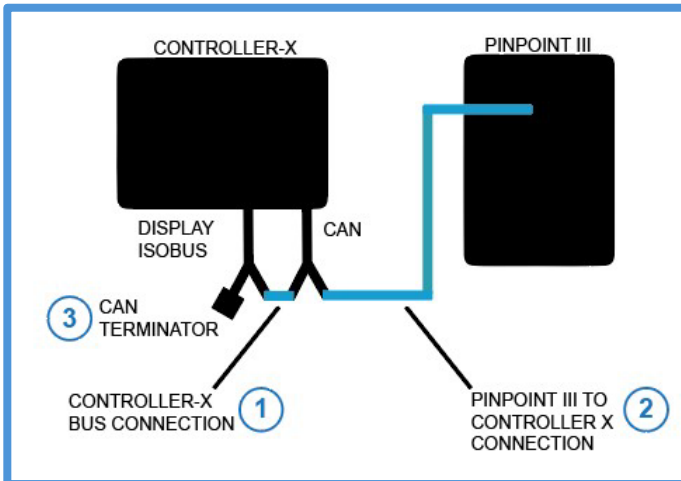 CONTROLLER-X
PINPOINT III
DISPLAY
ISOBUS
CAN
3
CAN
TERMINATOR
CONTROLLER-X
BUS CONNECTION
1
PINPOINT III TO
CONTROLLER X
CONNECTION
2